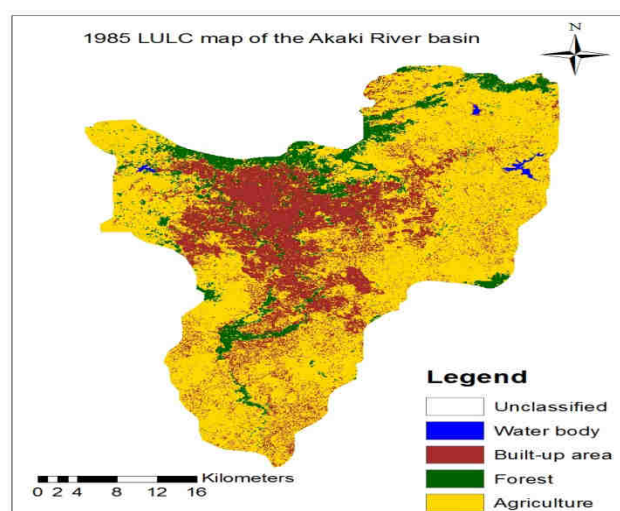 1985 LULC map of the Akaki River basin
N
Legend
Unclassified
Water body
Built-up area
Forest
Agriculture
Kilometers
0 2 4 8 12 16